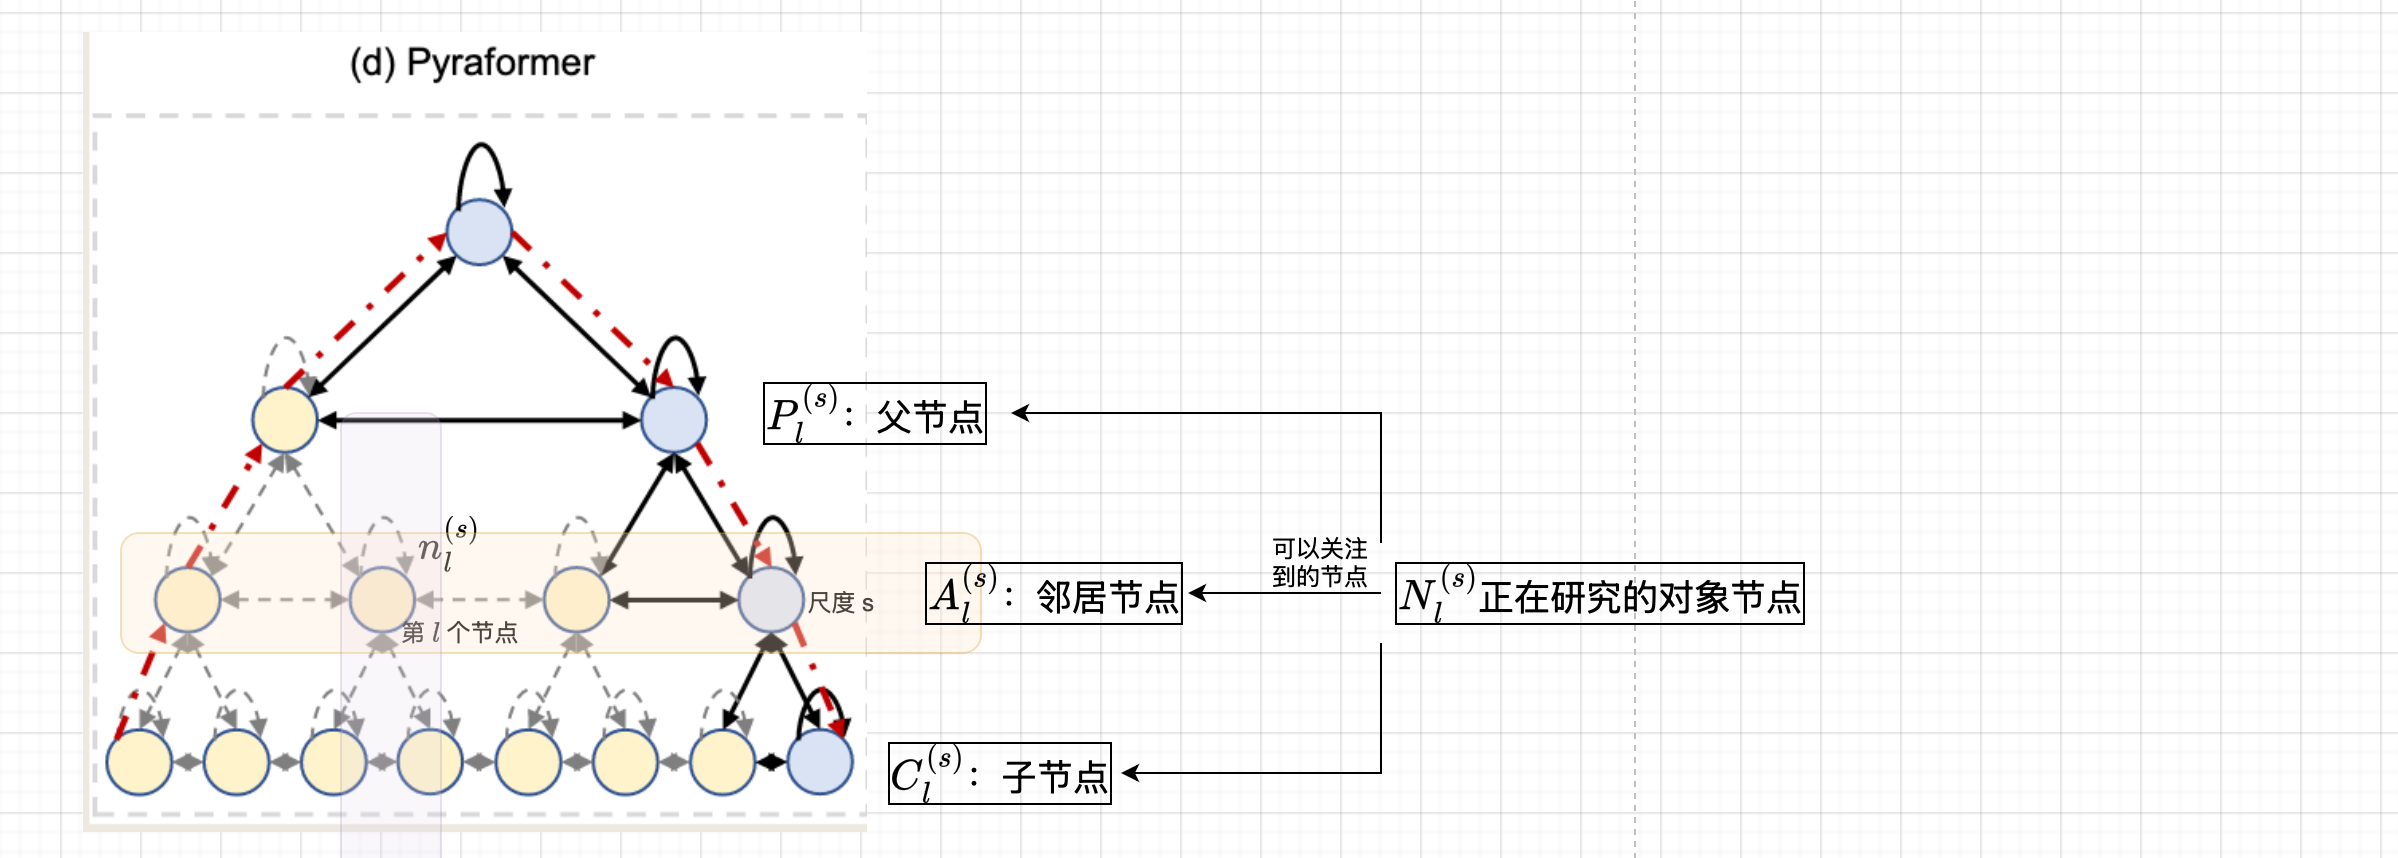 (d) Pyraformer
P_l^{(s)}：父节点
n_l^{(s)}
可以关注
到的节点
A_l^{(s)}：邻居节点
N_l^{(s)}正在研究的对象节点
尺度 s
第 l 个节点
C_l^{(s)}：子节点